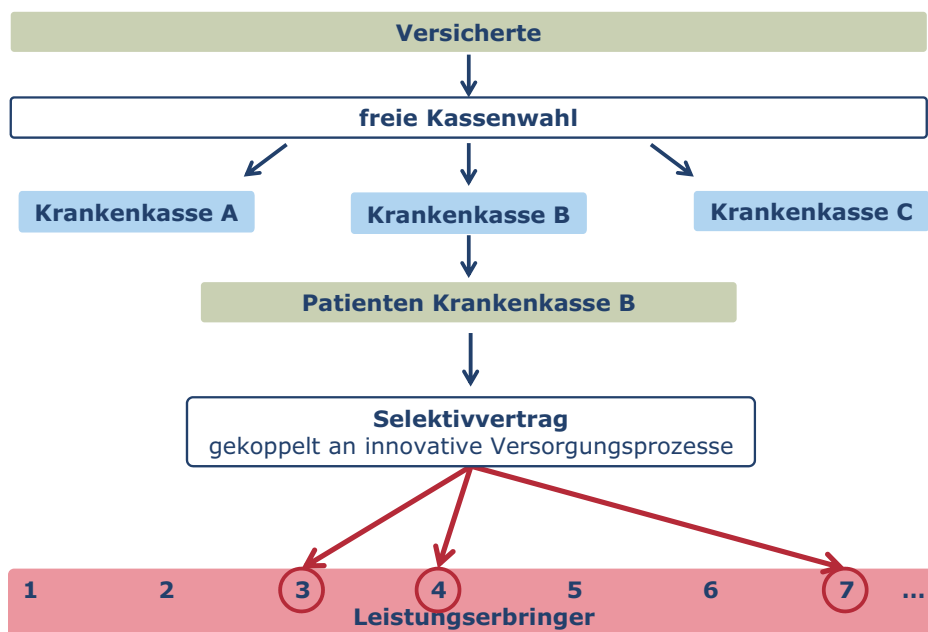 Versicherte
freie Kassenwahl
Krankenkasse A
Krankenkasse B
Krankenkasse C
Patienten Krankenkasse B
Selektivvertrag
gekoppelt an innovative Versorgungsprozesse
1 2 3 4 5 6 7 ...
Leistungserbringer